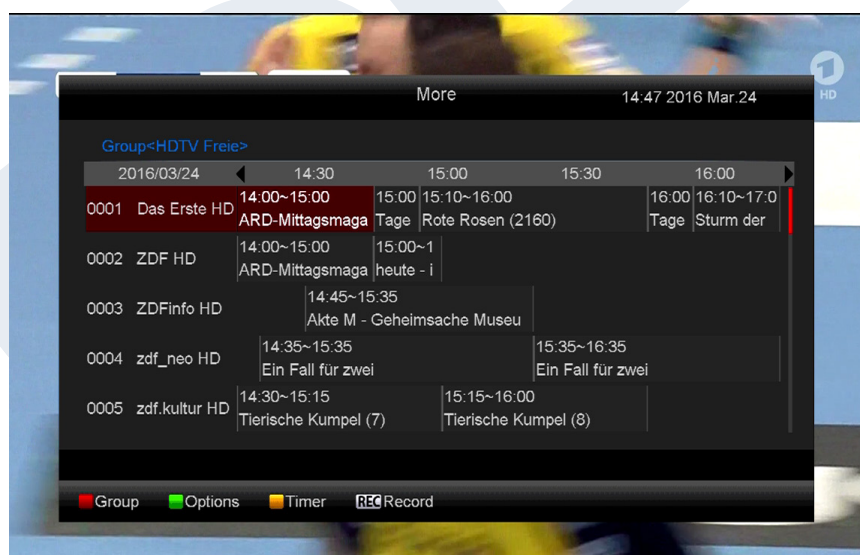 More
14:47 2016 Mar.24
HD
Group<HDTV Freie>
2016/03/24 14:30 15:00 15:30 16:00
14:00~15:00 15:00 15:10~16:00 16:00 16:10~17:0
0001 Das Erste HD ARD-Mittagsmaga Tage Rote Rosen (2160) Tage Sturm der
14:00~15:00 15:00~1
0002 ZDF HD ARD-Mittagsmaga heute - i
14:45~15:35
0003 ZDFinfo HD Akte M - Geheimsache Museu
14:35~15:35 15:35~16:35
0004 zdf_neo HD Ein Fall für zwei Ein Fall für zwei
14:30~15:15 15:15~16:00
0005 zdf.kultur HD Tierische Kumpel (7) Tierische Kumpel (8)
Group Options Timer REC Record